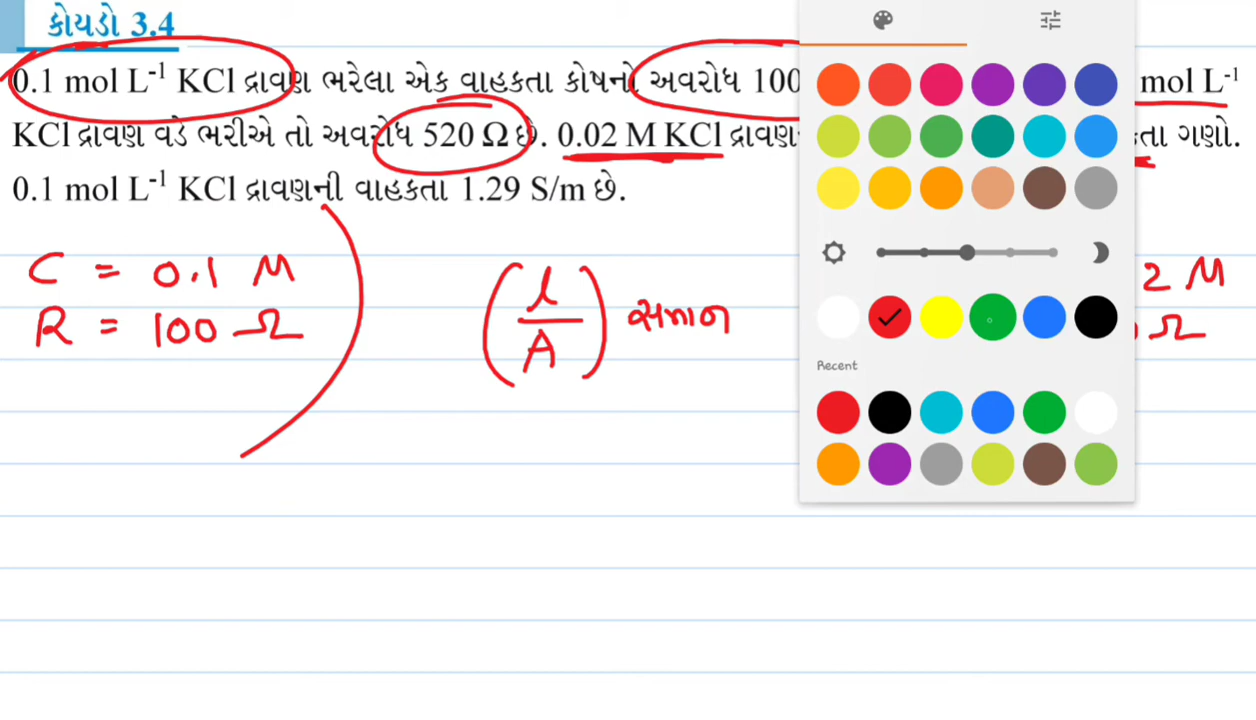 કોયડો 3.4
0.1 mol L⁻¹ KCl દ્રાવણ ભરેલા એક વાહકતા કોષનો અવરોધ 100 mol L⁻¹
KCl દ્રાવણ વડે ભરીએ તો અવરોધ 520 Ω છે. 0.02 M KCl દ્રાવણ ગણો.
0.1 mol L⁻¹ KCl દ્રાવણની વાહકતા 1.29 S/m છે.
C = 0.1 M
R = 100 Ω
(l/A) સમાન
2 M
Ω
Recent